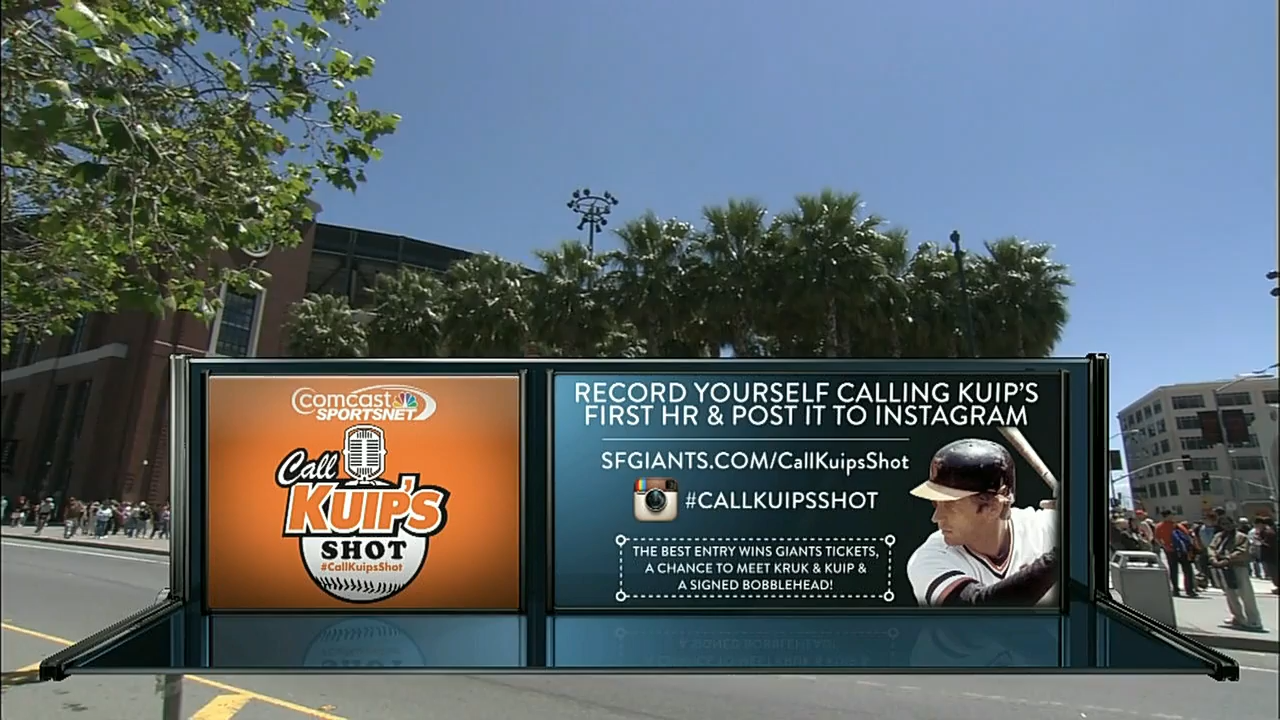 comcast
SPORTSNET
Call
KUIP'S
SHOT
#CallKuipsShot
RECORD YOURSELF CALLING KUIP'S
FIRST HR & POST IT TO INSTAGRAM
SFGIANTS.COM/CallKuipsShot
#CALLKUIPSSHOT
THE BEST ENTRY WINS GIANTS TICKETS,
A CHANCE TO MEET KRUK & KUIP &
A SIGNED BOBBLEHEAD!